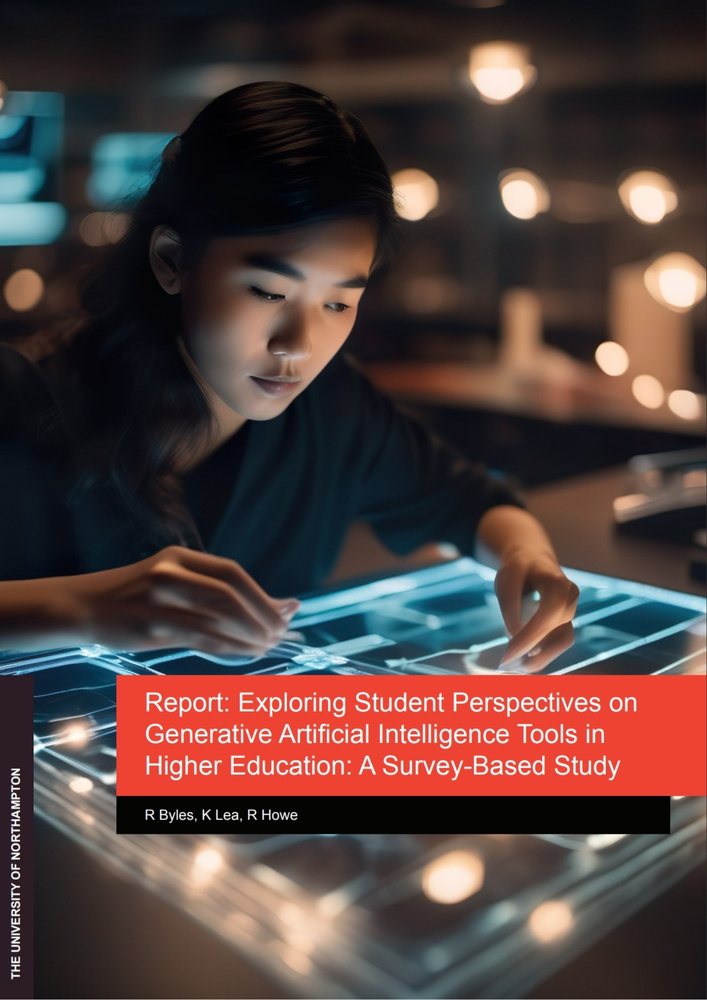 Report: Exploring Student Perspectives on
Generative Artificial Intelligence Tools in
Higher Education: A Survey-Based Study
R Byles, K Lea, R Howe
THE UNIVERSITY OF NORTHAMPTON